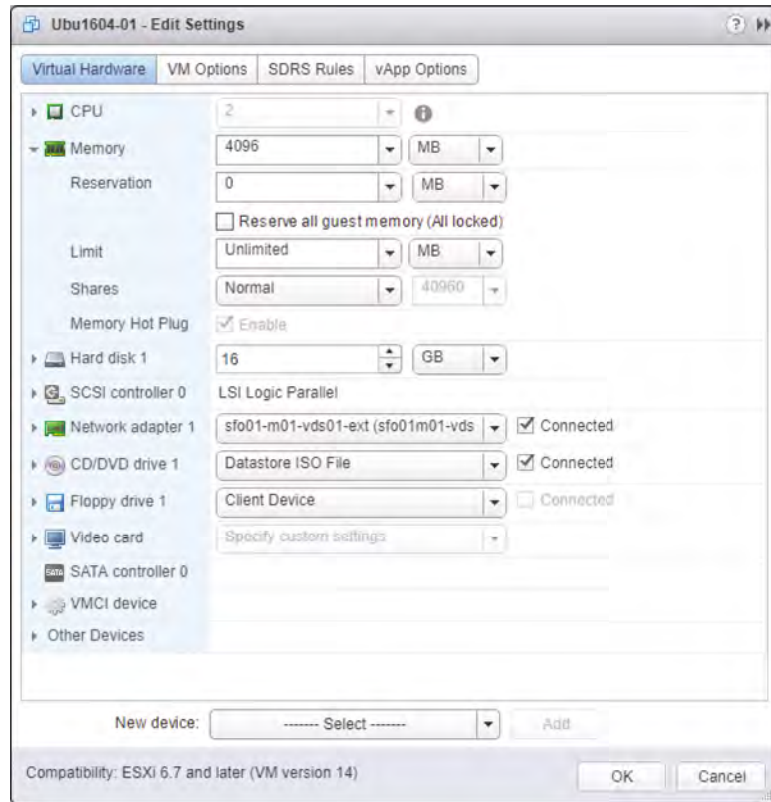 Ubu1604-01 - Edit Settings ?
Virtual Hardware VM Options SDRS Rules vApp Options
CPU 2 i
Memory 4096 MB
Reservation 0 MB
Reserve all guest memory (All locked)
Limit Unlimited MB
Shares Normal 40960
Memory Hot Plug Enable
Hard disk 1 16 GB
SCSI controller 0 LSI Logic Parallel
Network adapter 1 sfo01-m01-vds01-ext (sfo01m01-vds Connected
CD/DVD drive 1 Datastore ISO File Connected
Floppy drive 1 Client Device Connected
Video card Specify custom settings
SATA SATA controller 0
VMCI device
Other Devices
New device: ------- Select ------- Add
Compatibility: ESXi 6.7 and later (VM version 14) OK Cancel